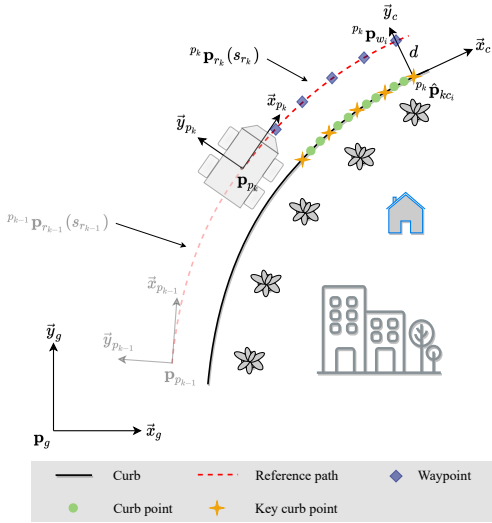 $\vec{y}_c$
$^{p_k}\mathbf{p}_{w_i}$
$\vec{x}_c$
$d$
$^{p_k}\mathbf{p}_{r_k}(s_{r_k})$
$^{p_k}\hat{\mathbf{p}}_{kc_i}$
$\vec{x}_{p_k}$
$\vec{y}_{p_k}$
$\mathbf{p}_{p_k}$
$^{p_{k-1}}\mathbf{p}_{r_{k-1}}(s_{r_{k-1}})$
$\vec{x}_{p_{k-1}}$
$\vec{y}_{p_{k-1}}$
$\mathbf{p}_{p_{k-1}}$
$\vec{y}_g$
$\mathbf{p}_g$
$\vec{x}_g$
Curb
Reference path
Waypoint
Curb point
Key curb point